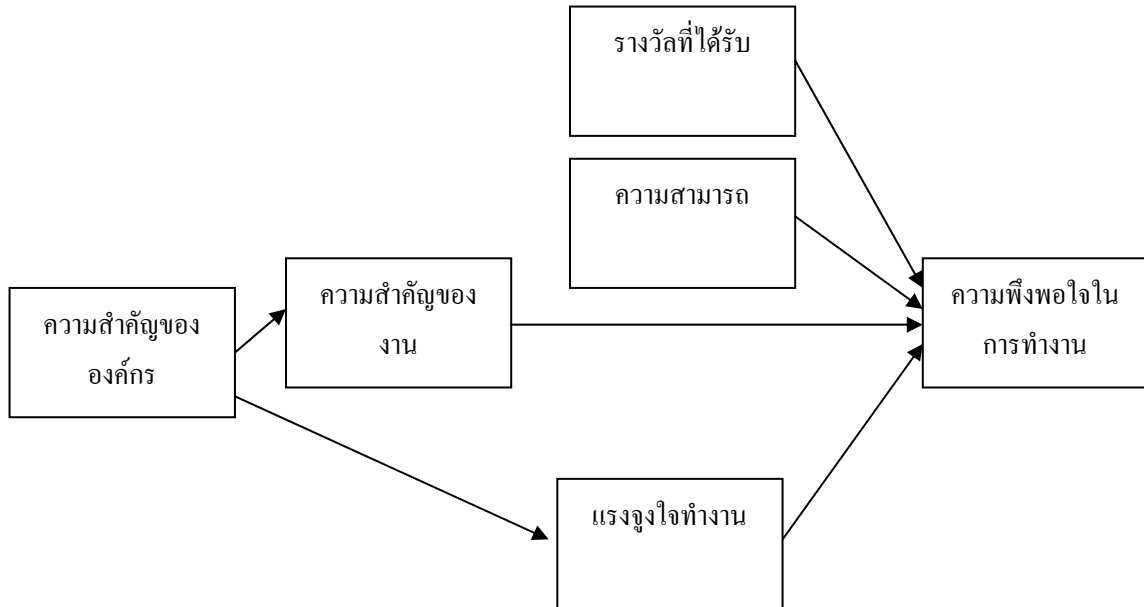 รางวัลที่ได้รับ
ความสามารถ
ความสำคัญของ
องค์กร
ความสำคัญของ
งาน
ความพึงพอใจใน
การทำงาน
แรงจูงใจทำงาน